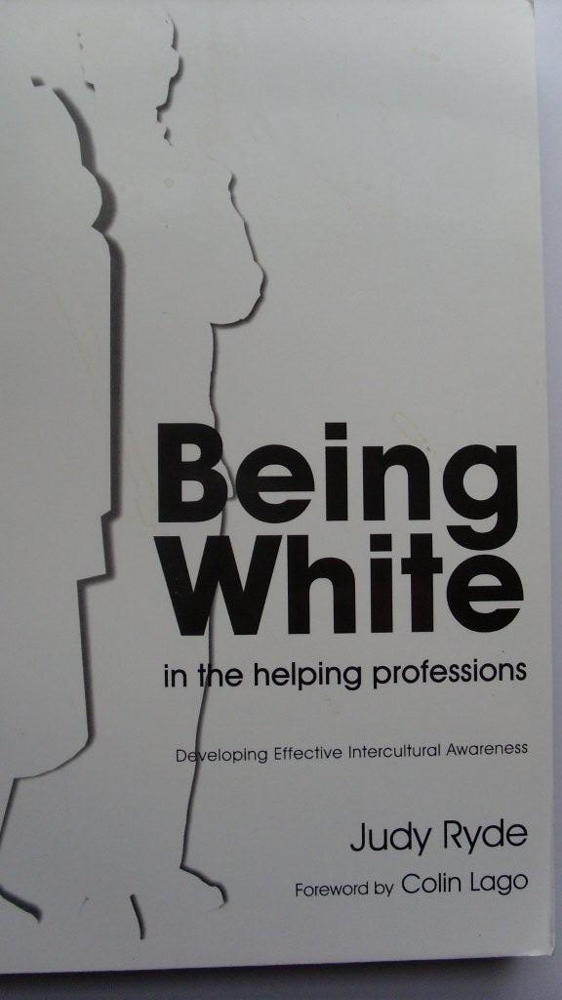 Being
White
in the helping professions
Developing Effective Intercultural Awareness
Judy Ryde
Foreword by Colin Lago